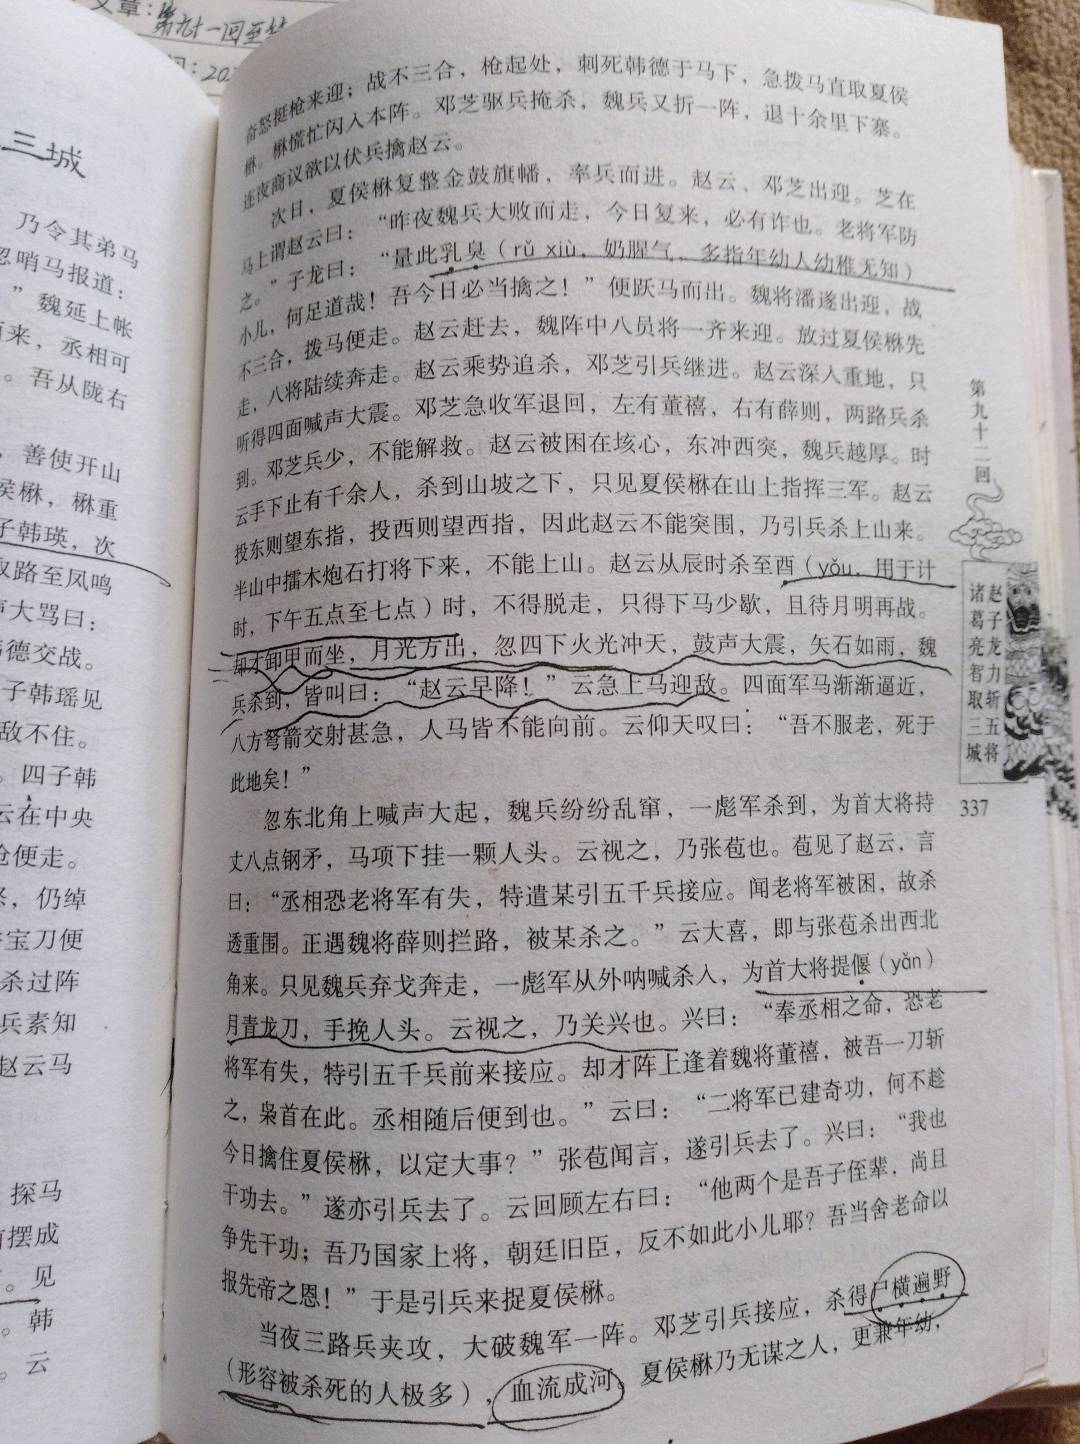 文章：第九十一回至
: 202
三城
乃令其弟马
忽哨马报道：
”魏延上帐
来，丞相可
。吾从陇右
，善使开山
侯楙，楙重
子韩瑛，次
取路至凤鸣
声大骂曰：
德交战。
子韩瑶见
敌不住。
。四子韩
云在中央
枪便走。
，仍绰
宝刀便
杀过阵
兵素知
赵云马
探马
摆成
。见
。韩
。云
奋怒挺枪来迎；战不三合，枪起处，刺死韩德于马下，急拨马直取夏侯
楙。楙慌忙闪入本阵。邓芝驱兵掩杀，魏兵又折一阵，退十余里下寨。
连夜商议欲以伏兵擒赵云。
次日，夏侯楙复整金鼓旗幡，率兵而进。赵云、邓芝出迎。芝在
马上谓赵云曰：“昨夜魏兵大败而走，今日复来，必有诈也。老将军防
之。”子龙曰：“量此乳臭（rǔ xiù，奶腥气，多指年幼人幼稚无知）
小儿，何足道哉！吾今日必当擒之！”便跃马而出。魏将潘遂出迎，战
不三合，拨马便走。赵云赶去，魏阵中八员将一齐来迎。放过夏侯楙先
走，八将陆续奔走。赵云乘势追杀，邓芝引兵继进。赵云深入重地，只
听得四面喊声大震。邓芝急收军退回，左有董禧，右有薛则，两路兵杀
到。邓芝兵少，不能解救。赵云被困在垓心，东冲西突，魏兵越厚。时
云手下止有千余人，杀到山坡之下，只见夏侯楙在山上指挥三军。赵云
投东则望东指，投西则望西指，因此赵云不能突围，乃引兵杀上山来。
半山中擂木炮石打将下来，不能上山。赵云从辰时杀至酉（yǒu，用于计
时，下午五点至七点）时，不得脱走，只得下马少歇，且待月明再战。
却才卸甲而坐，月光方出，忽四下火光冲天，鼓声大震，矢石如雨，魏
兵杀到，皆叫曰：“赵云早降！”云急上马迎敌。四面军马渐渐逼近，
八方弩箭交射甚急，人马皆不能向前。云仰天叹曰：“吾不服老，死于
此地矣！”
忽东北角上喊声大起，魏兵纷纷乱窜，一彪军杀到，为首大将持
丈八点钢矛，马项下挂一颗人头。云视之，乃张苞也。苞见了赵云，言
曰：“丞相恐老将军有失，特遣某引五千兵接应。闻老将军被困，故杀
透重围。正遇魏将薛则拦路，被某杀之。”云大喜，即与张苞杀出西北
角来。只见魏兵弃戈奔走，一彪军从外呐喊杀入，为首大将提偃（yǎn）
月青龙刀，手挽人头。云视之，乃关兴也。兴曰：“奉丞相之命，恐老
将军有失，特引五千兵前来接应。却才阵上逢着魏将董禧，被吾一刀斩
之，枭首在此。丞相随后便到也。”云曰：“二将军已建奇功，何不趁
今日擒住夏侯楙，以定大事？”张苞闻言，遂引兵去了。兴曰：“我也
干功去。”遂亦引兵去了。云回顾左右曰：“他两个是吾子侄辈，尚且
争先干功；吾乃国家上将，朝廷旧臣，反不如此小儿耶？吾当舍老命以
报先帝之恩！”于是引兵来捉夏侯楙。
当夜三路兵夹攻，大破魏军一阵。邓芝引兵接应，杀得尸横遍野
（形容被杀死的人极多），血流成河。夏侯楙乃无谋之人，更兼年幼，
第九十二回
赵子龙力斩五将
诸葛亮智取三城
337